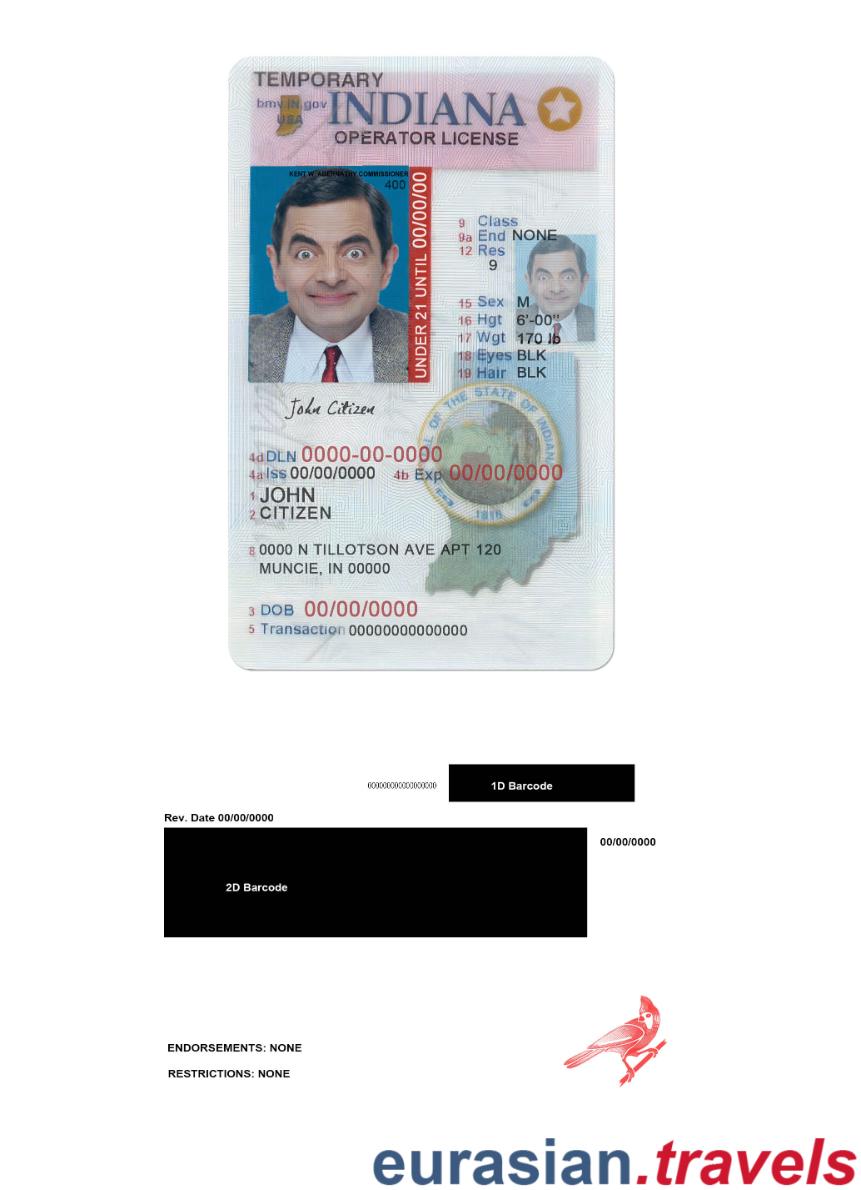 TEMPORARY
bmv.IN.gov
USA
INDIANA
OPERATOR LICENSE
KENT W. ABERNATHY COMMISSIONER
400
UNDER 21 UNTIL 00/00/00
9 Class
9a End NONE
12 Res
9
15 Sex M
16 Hgt 6'-00"
17 Wgt 170 lb
18 Eyes BLK
19 Hair BLK
John Citizen
SEAL OF THE STATE OF INDIANA
1816
4d DLN 0000-00-0000
4a Iss 00/00/0000 4b Exp 00/00/0000
1 JOHN
2 CITIZEN
8 0000 N TILLOTSON AVE APT 120
MUNCIE, IN 00000
3 DOB 00/00/0000
5 Transaction 00000000000000
1D Barcode
Rev. Date 00/00/0000
00/00/0000
2D Barcode
ENDORSEMENTS: NONE
RESTRICTIONS: NONE
eurasian.travels